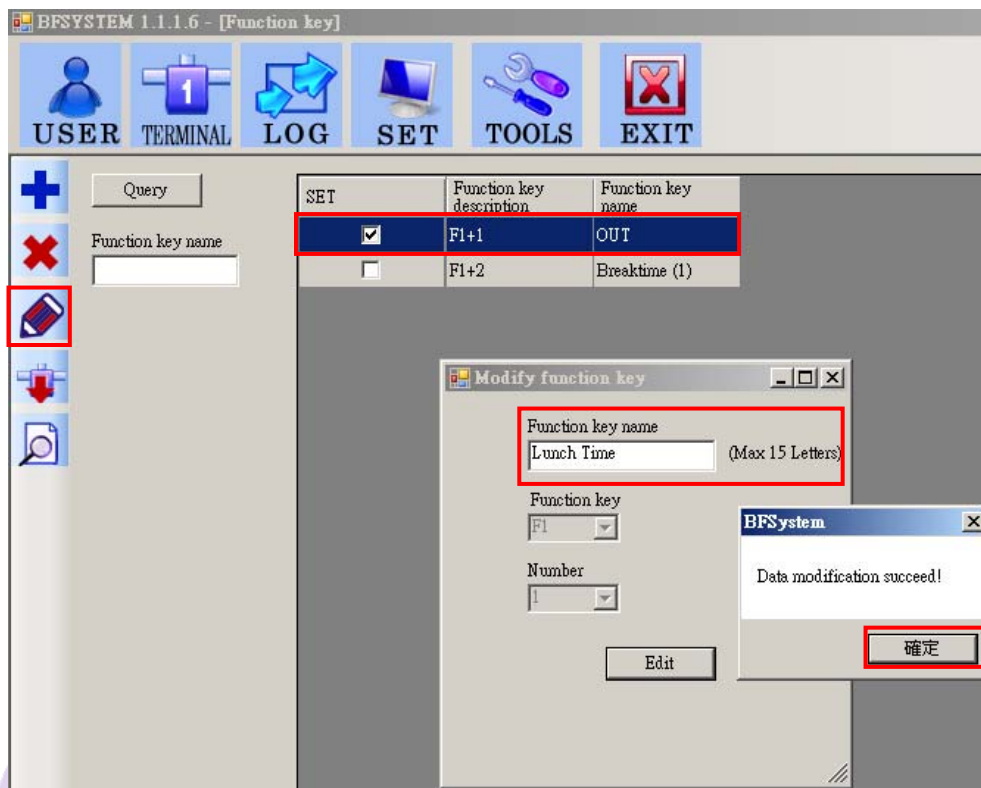 BFSYSTEM 1.1.1.6 - [Function key]
USER
1
TERMINAL
LOG
SET
TOOLS
EXIT
Query
Function key name
SET
Function key description
Function key name
F1+1
OUT
F1+2
Breaktime (1)
Modify function key
Function key name
Lunch Time
(Max 15 Letters)
Function key
F1
Number
1
Edit
BFSystem
Data modification succeed!
確定